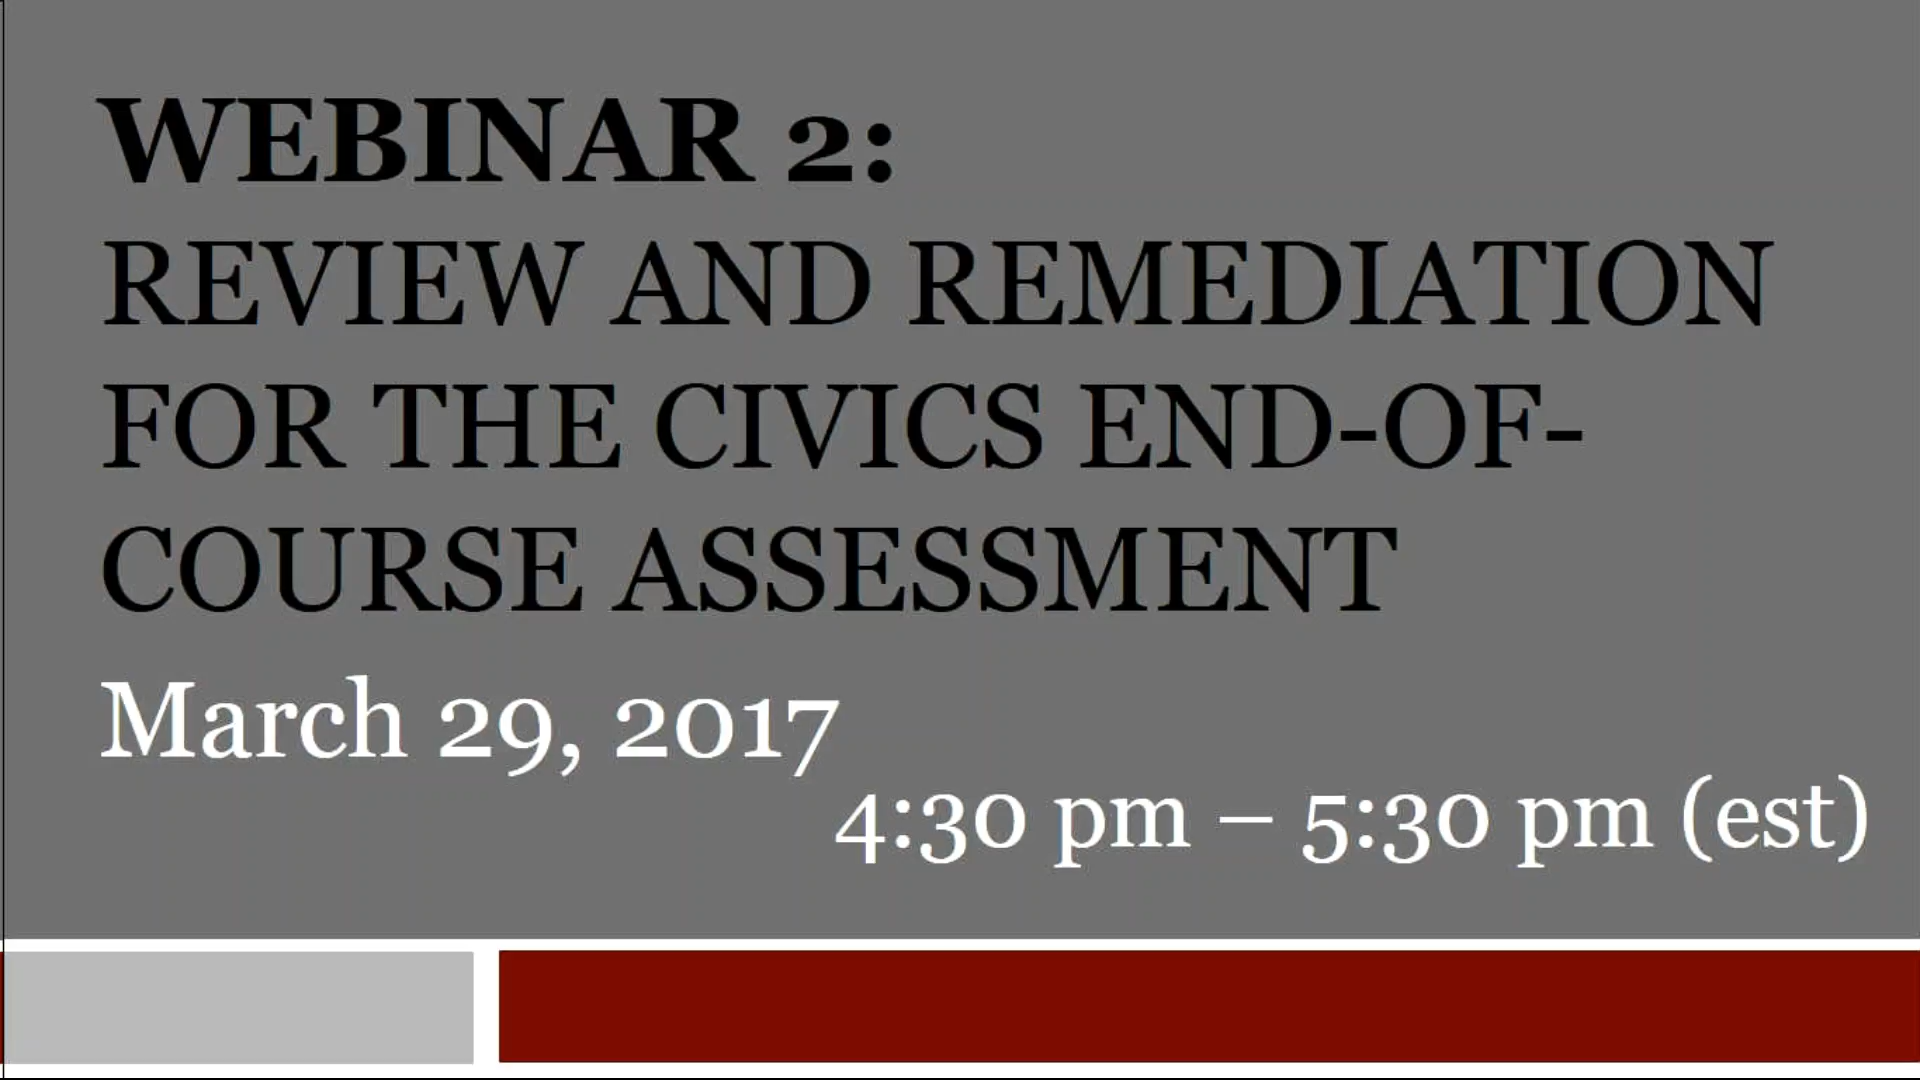 WEBINAR 2:
REVIEW AND REMEDIATION
FOR THE CIVICS END-OF-
COURSE ASSESSMENT
March 29, 2017
4:30 pm – 5:30 pm (est)